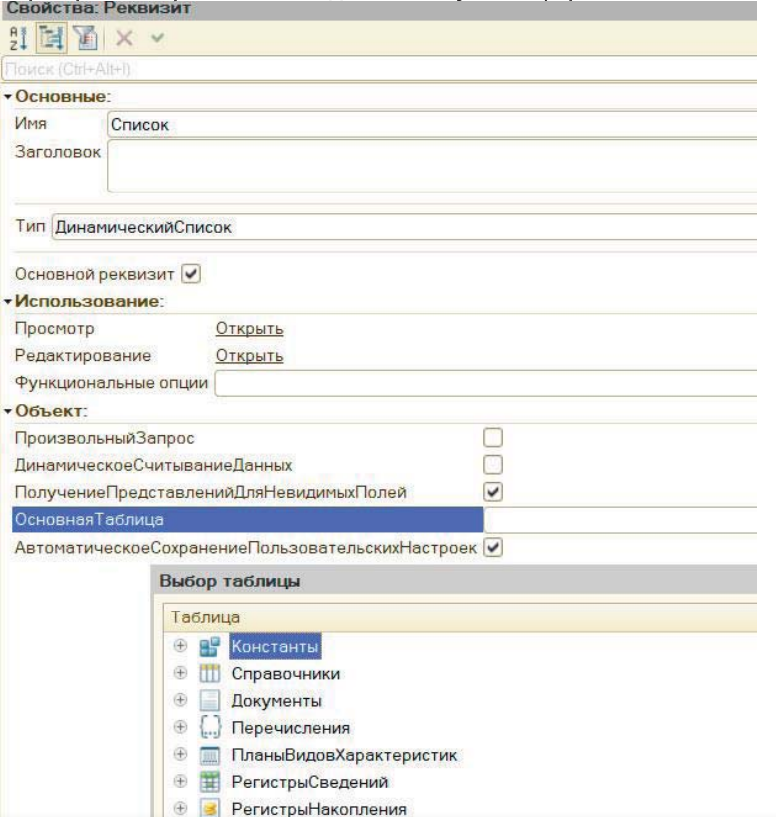 Свойства: Реквизит
Поиск (Ctrl+Alt+I)
Основные:
Имя Список
Заголовок
Тип ДинамическийСписок
Основной реквизит
Использование:
Просмотр Открыть
Редактирование Открыть
Функциональные опции
Объект:
ПроизвольныйЗапрос
ДинамическоеСчитываниеДанных
ПолучениеПредставленийДляНевидимыхПолей
ОсновнаяТаблица
АвтоматическоеСохранениеПользовательскихНастроек
Выбор таблицы
Таблица
Константы
Справочники
Документы
Перечисления
ПланыВидовХарактеристик
РегистрыСведений
РегистрыНакопления